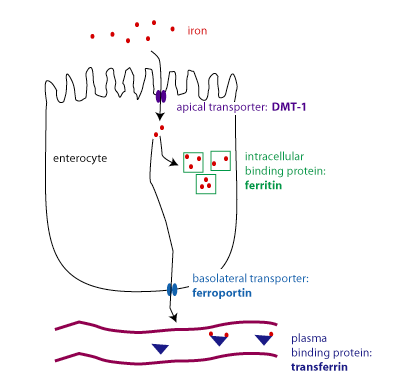 iron
apical transporter: DMT-1
enterocyte
intracellular
binding protein:
ferritin
basolateral transporter:
ferroportin
plasma
binding protein:
transferrin